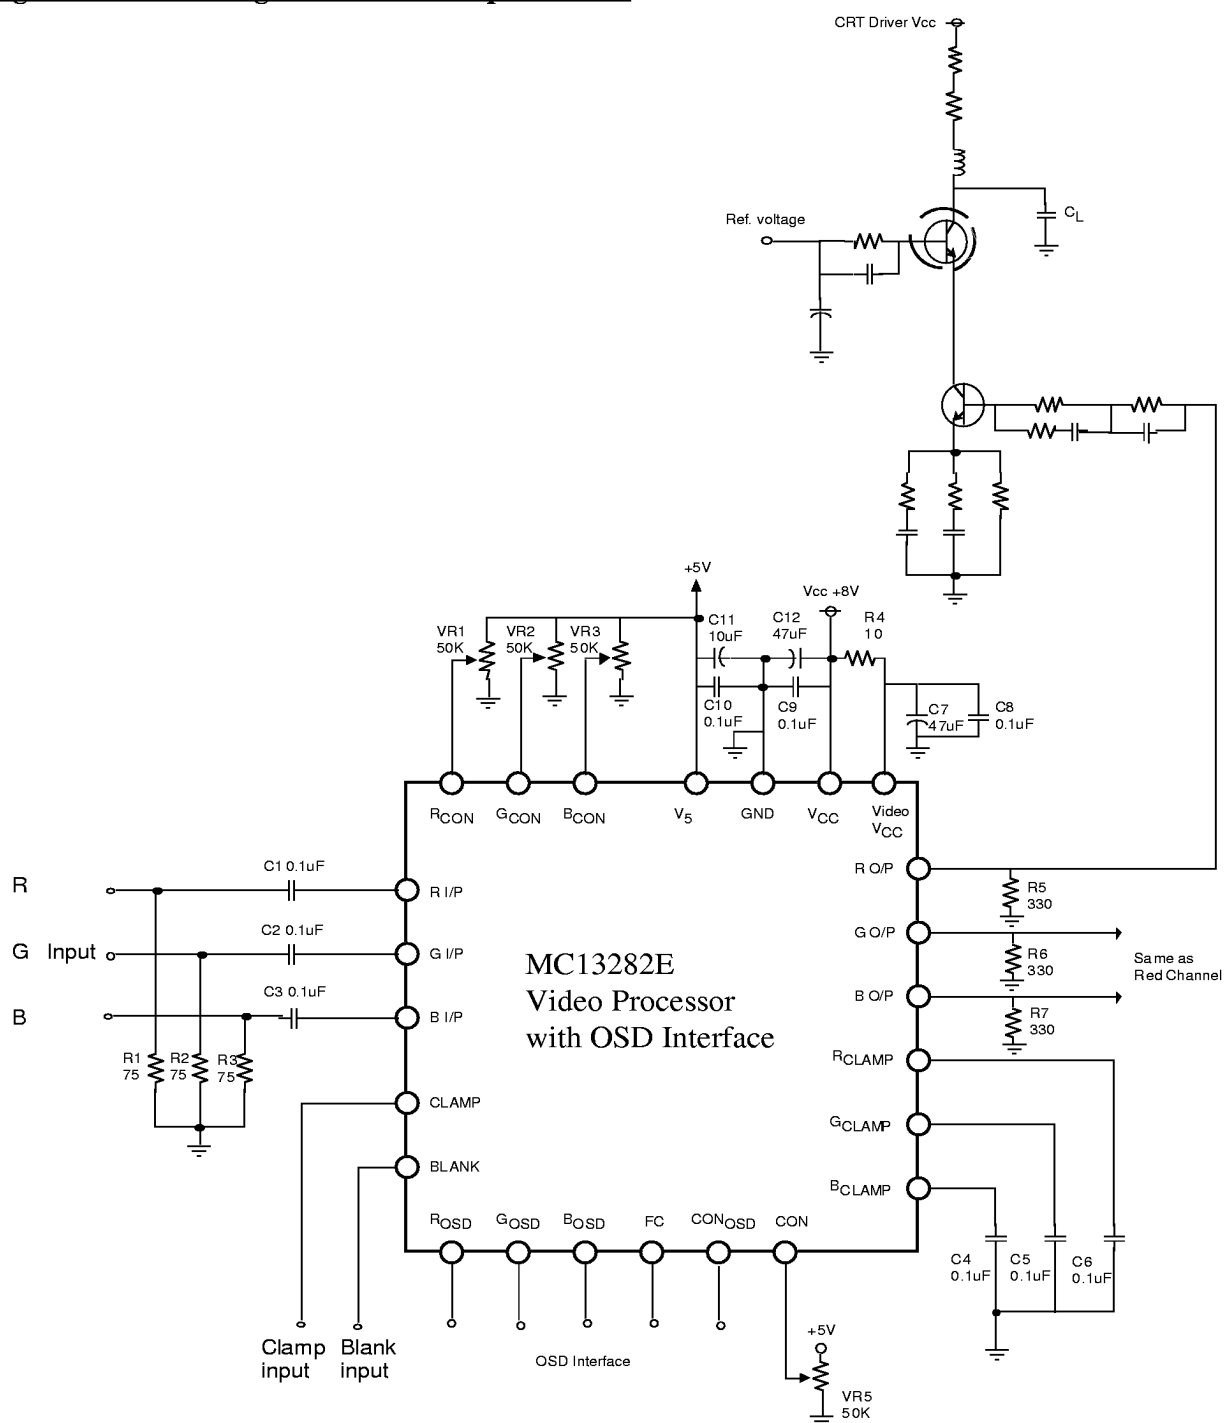 CRT Driver Vcc
Ref. voltage
CL
+5V
Vcc +8V
VR1
50K
VR2
50K
VR3
50K
C11
10uF
C12
47uF
R4
10
C10
0.1uF
C9
0.1uF
C7
47uF
C8
0.1uF
RCON
GCON
BCON
V5
GND
VCC
Video
VCC
R
G Input
B
C1 0.1uF
C2 0.1uF
C3 0.1uF
R1
75
R2
75
R3
75
R I/P
G I/P
B I/P
CLAMP
BLANK
MC13282E
Video Processor
with OSD Interface
R O/P
G O/P
B O/P
RCLAMP
GCLAMP
BCLAMP
R5
330
R6
330
R7
330
Same as
Red Channel
ROSD
GOSD
BOSD
FC
CONOSD
CON
C4
0.1uF
C5
0.1uF
C6
0.1uF
Clamp
input
Blank
input
OSD Interface
+5V
VR5
50K